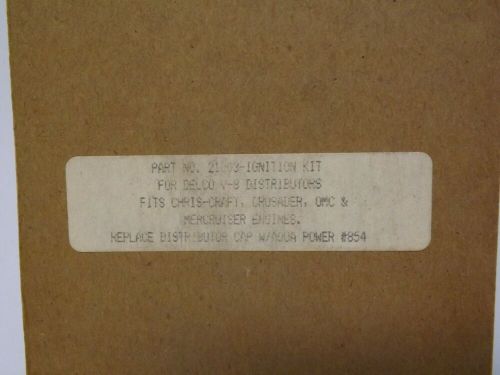 PART NO. IGNITION KIT
FOR DELCO V-8 DISTRIBUTORS
FITS CHRIS-CRAFT, CRUSADER, OMC &
MERCRUISER ENGINES.
REPLACE DISTRIBUTOR CAP W/AQUA POWER #854